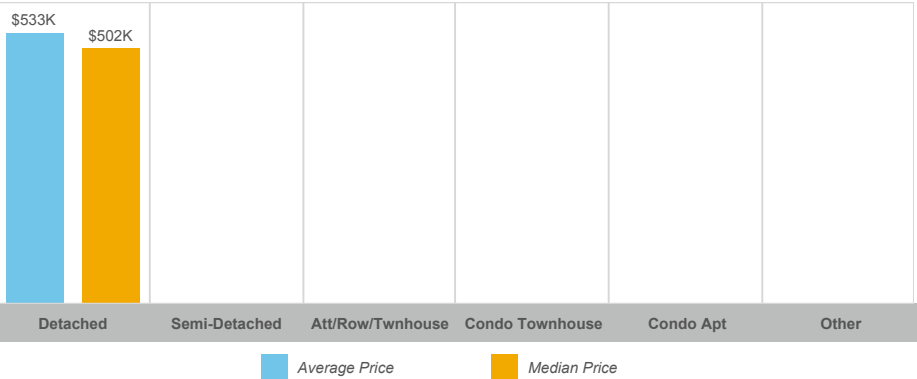 $533K
$502K
Detached Semi-Detached Att/Row/Twnhouse Condo Townhouse Condo Apt Other
Average Price Median Price